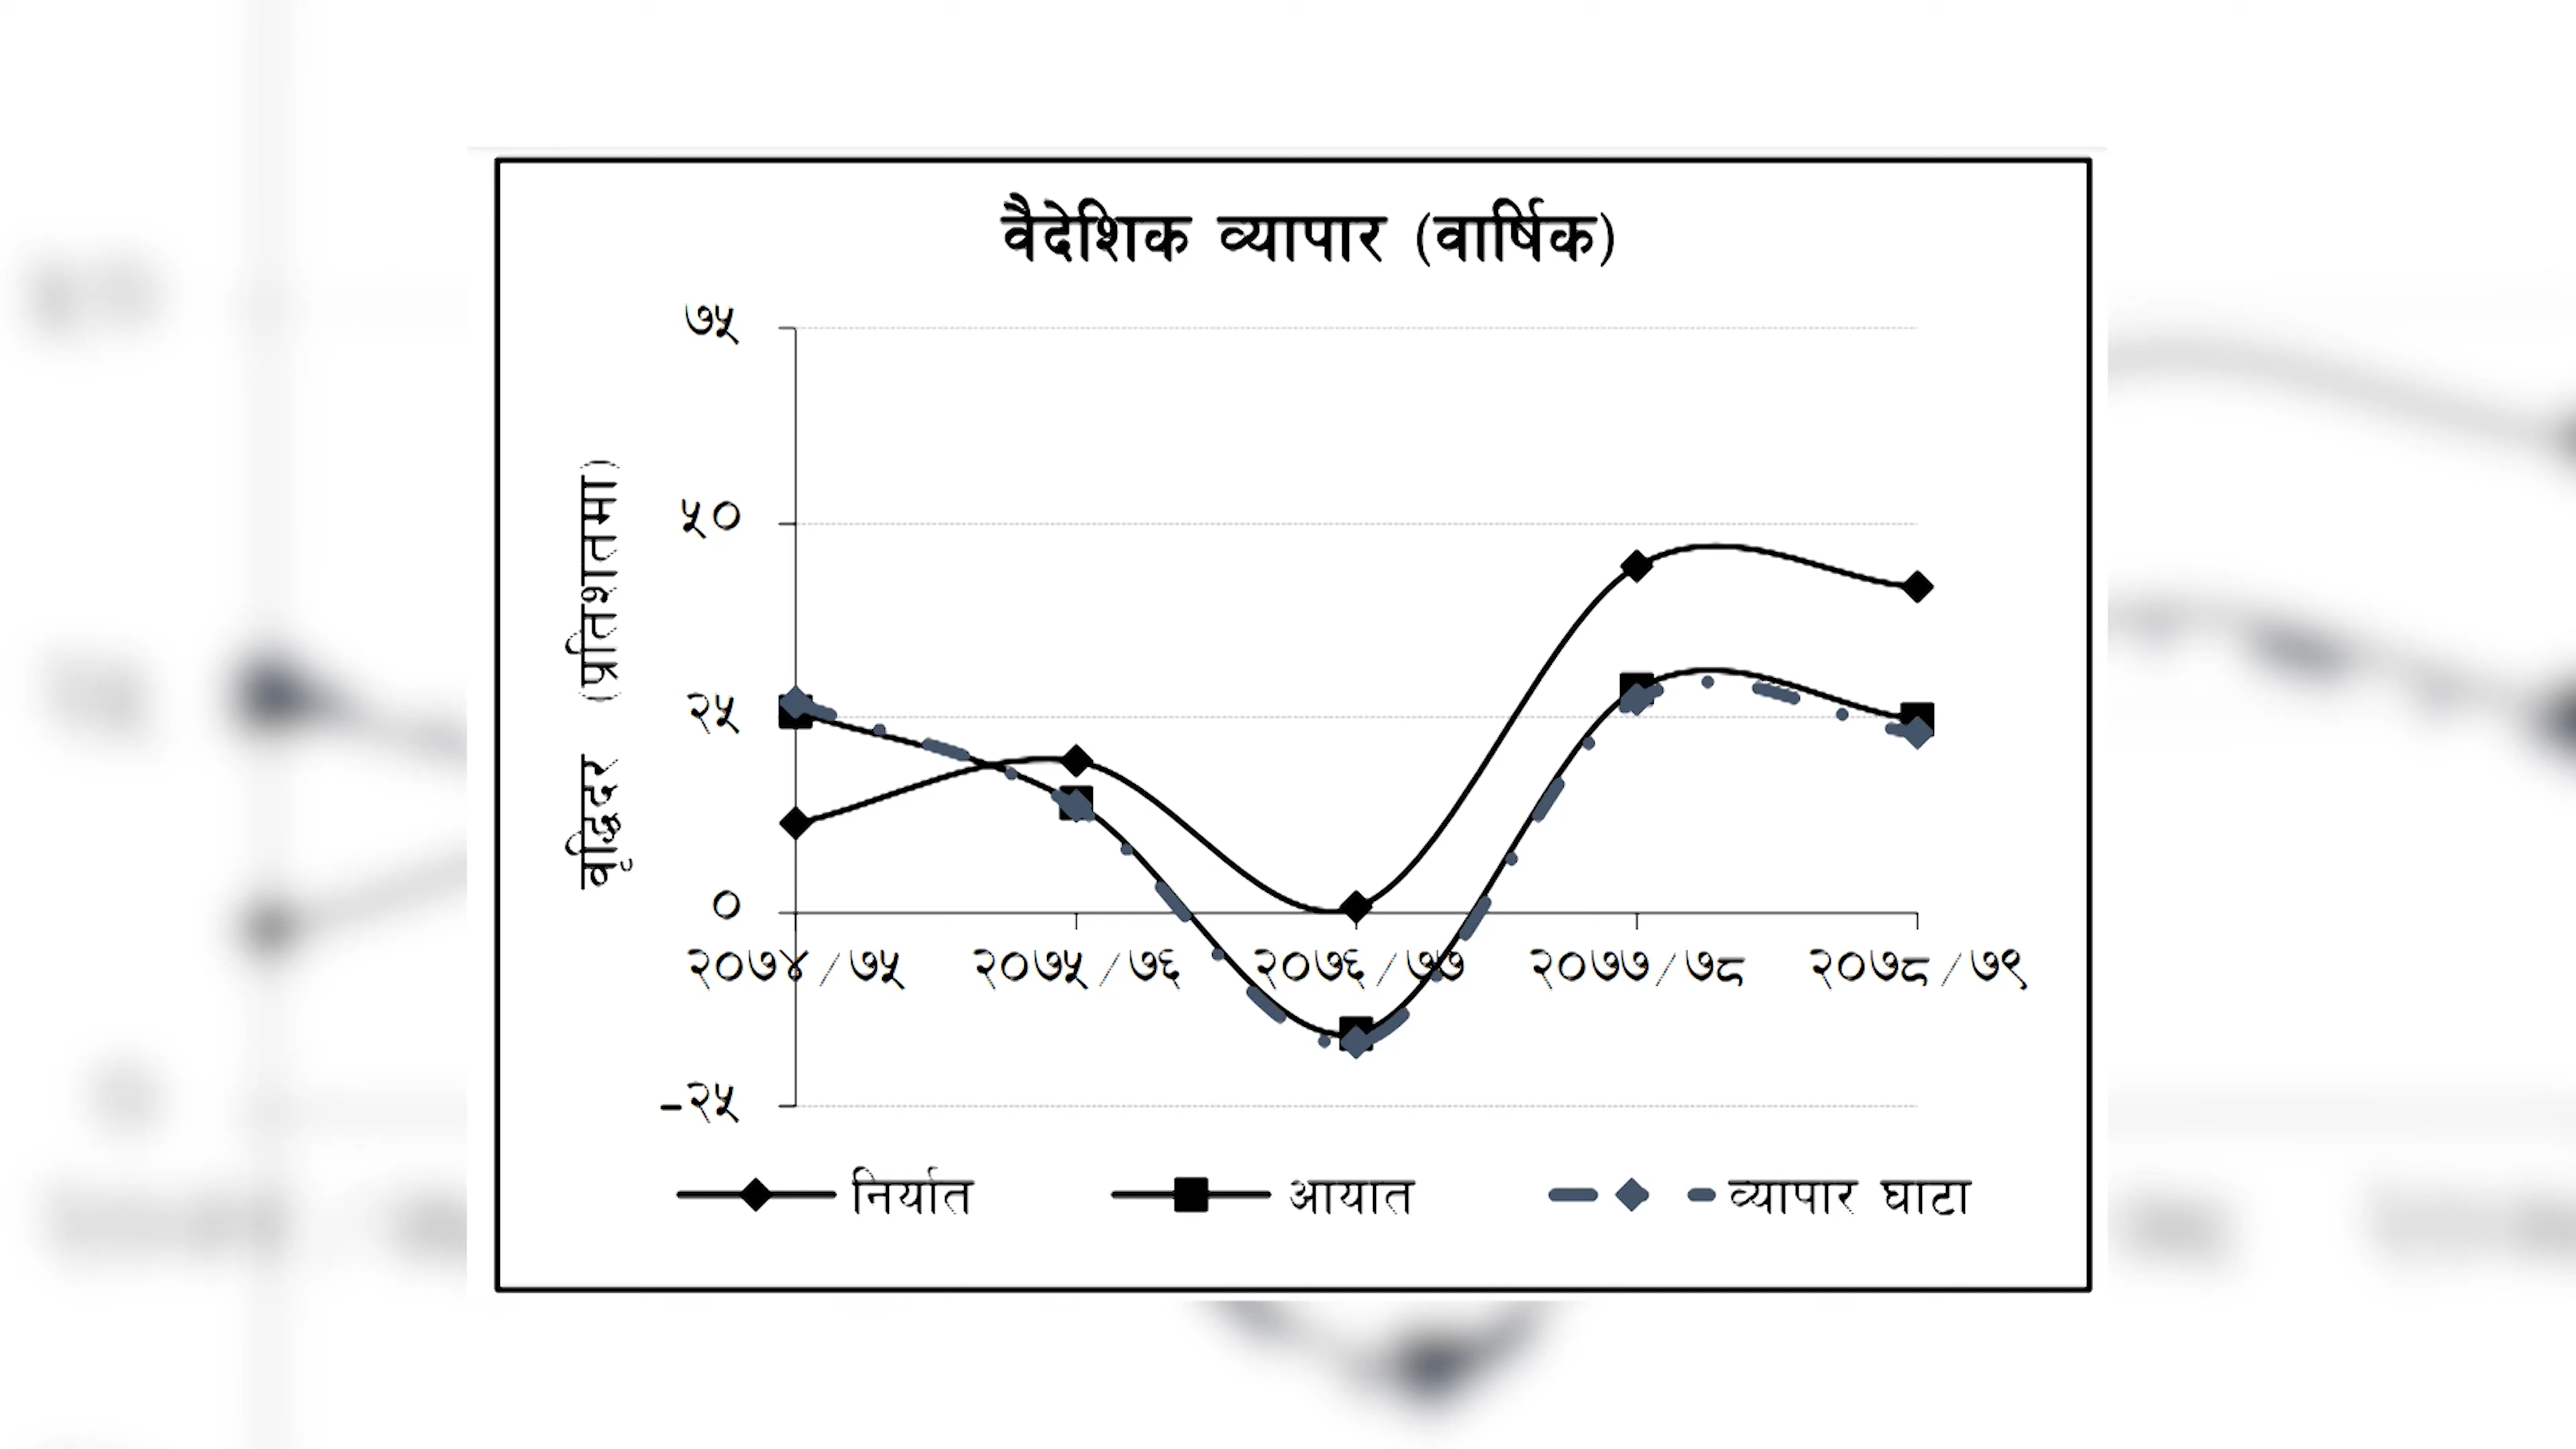 वैदेशिक व्यापार (वार्षिक)
वृद्धिदर (प्रतिशतमा)
७५
५०
२५
०
-२५
२०७४/७५ २०७५/७६ २०७६/७७ २०७७/७८ २०७८/७९
निर्यात आयात व्यापार घाटा